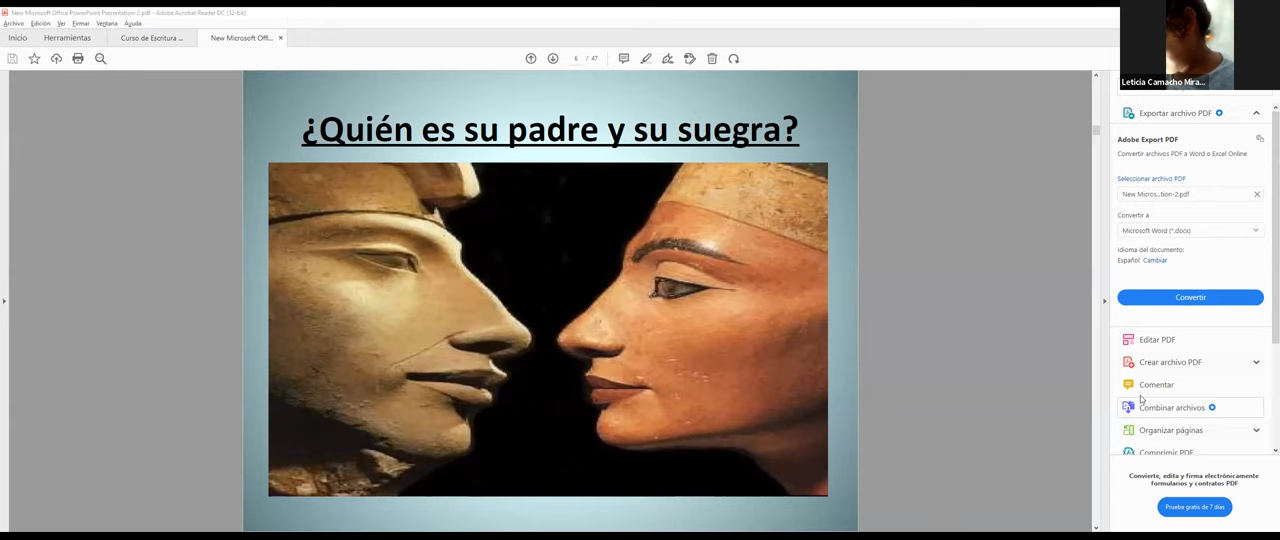 New Microsoft Office PowerPoint Presentation-2.pdf - Adobe Acrobat Reader DC (32-bit)
Archivo Edición Ver Firmar Ventana Ayuda
Inicio Herramientas Curso de Escritura ... New Microsoft Offi... ×
6 / 47
Leticia Camacho Mira...
¿Quién es su padre y su suegra?
Exportar archivo PDF
Adobe Export PDF
Convertir archivos PDF a Word o Excel Online
Seleccionar archivo PDF
New Micros...tion-2.pdf
Convertir a
Microsoft Word (*.docx)
Idioma del documento:
Español Cambiar
Convertir
Editar PDF
Crear archivo PDF
Comentar
Combinar archivos
Organizar páginas
Comprimir PDF
Convierte, edita y firma electrónicamente
formularios y contratos PDF
Prueba gratis de 7 días